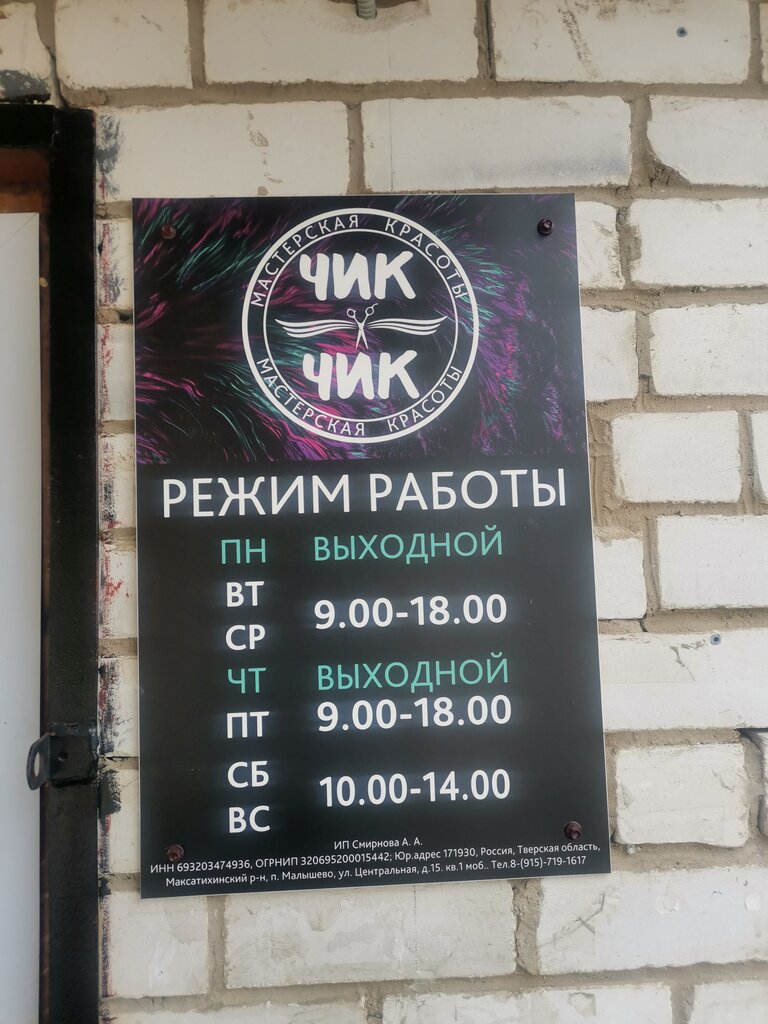 МАСТЕРСКАЯ КРАСОТЫ
ЧИК
ЧИК
МАСТЕРСКАЯ КРАСОТЫ
РЕЖИМ РАБОТЫ
ПН ВЫХОДНОЙ
ВТ
9.00-18.00
СР
ЧТ ВЫХОДНОЙ
ПТ 9.00-18.00
СБ
10.00-14.00
ВС
ИП Смирнова А. А.
ИНН 693203474936, ОГРНИП 320695200015442; Юр.адрес 171930, Россия, Тверская область,
Максатихинский р-н, п. Малышево, ул. Центральная, д.15. кв.1 моб.. Тел.8-(915)-719-1617